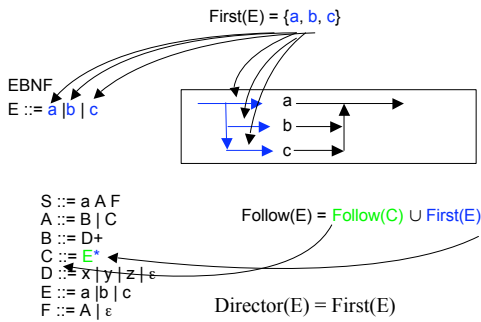 First(E) = {a, b, c}
EBNF
E ::= a |b | c
a
b
c
S ::= a A F
A ::= B | C
B ::= D+
C ::= E*
D ::= x | y | z | ε
E ::= a |b | c
F ::= A | ε
Follow(E) = Follow(C) ∪ First(E)
Director(E) = First(E)